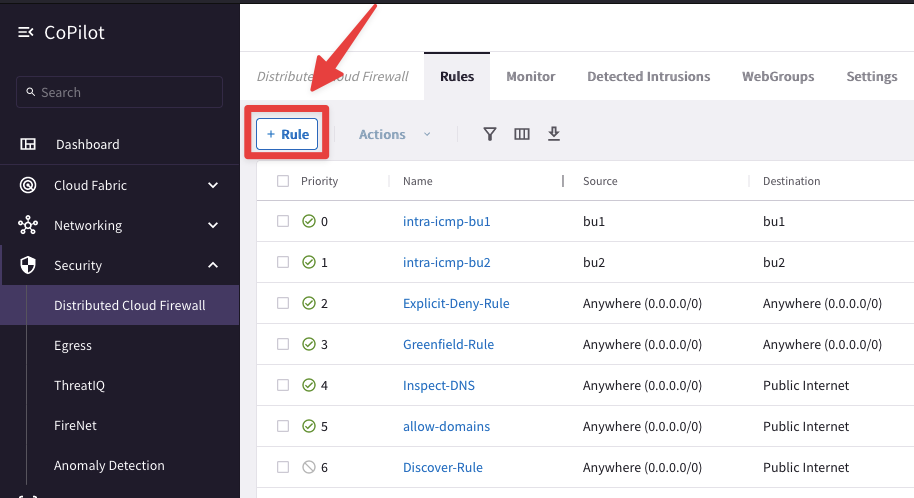 CoPilot
Search
Dashboard
Cloud Fabric
Networking
Security
Distributed Cloud Firewall
Egress
ThreatIQ
FireNet
Anomaly Detection
Distributed Cloud Firewall Rules Monitor Detected Intrusions WebGroups Settings
+ Rule Actions
Priority Name Source Destination
0 intra-icmp-bu1 bu1 bu1
1 intra-icmp-bu2 bu2 bu2
2 Explicit-Deny-Rule Anywhere (0.0.0.0/0) Anywhere (0.0.0.0/0)
3 Greenfield-Rule Anywhere (0.0.0.0/0) Anywhere (0.0.0.0/0)
4 Inspect-DNS Anywhere (0.0.0.0/0) Public Internet
5 allow-domains Anywhere (0.0.0.0/0) Public Internet
6 Discover-Rule Anywhere (0.0.0.0/0) Public Internet